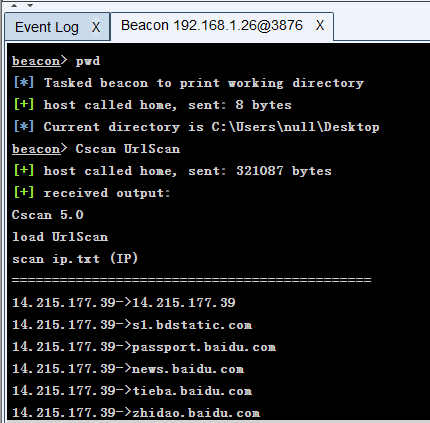 Event Log X Beacon 192.168.1.26@3876 X
beacon> pwd
[*] Tasked beacon to print working directory
[+] host called home, sent: 8 bytes
[*] Current directory is C:\Users\null\Desktop
beacon> Cscan UrlScan
[+] host called home, sent: 321087 bytes
[+] received output:
Cscan 5.0
load UrlScan
scan ip.txt (IP)
=============================================
14.215.177.39->14.215.177.39
14.215.177.39->s1.bdstatic.com
14.215.177.39->passport.baidu.com
14.215.177.39->news.baidu.com
14.215.177.39->tieba.baidu.com
14.215.177.39->zhidao.baidu.com